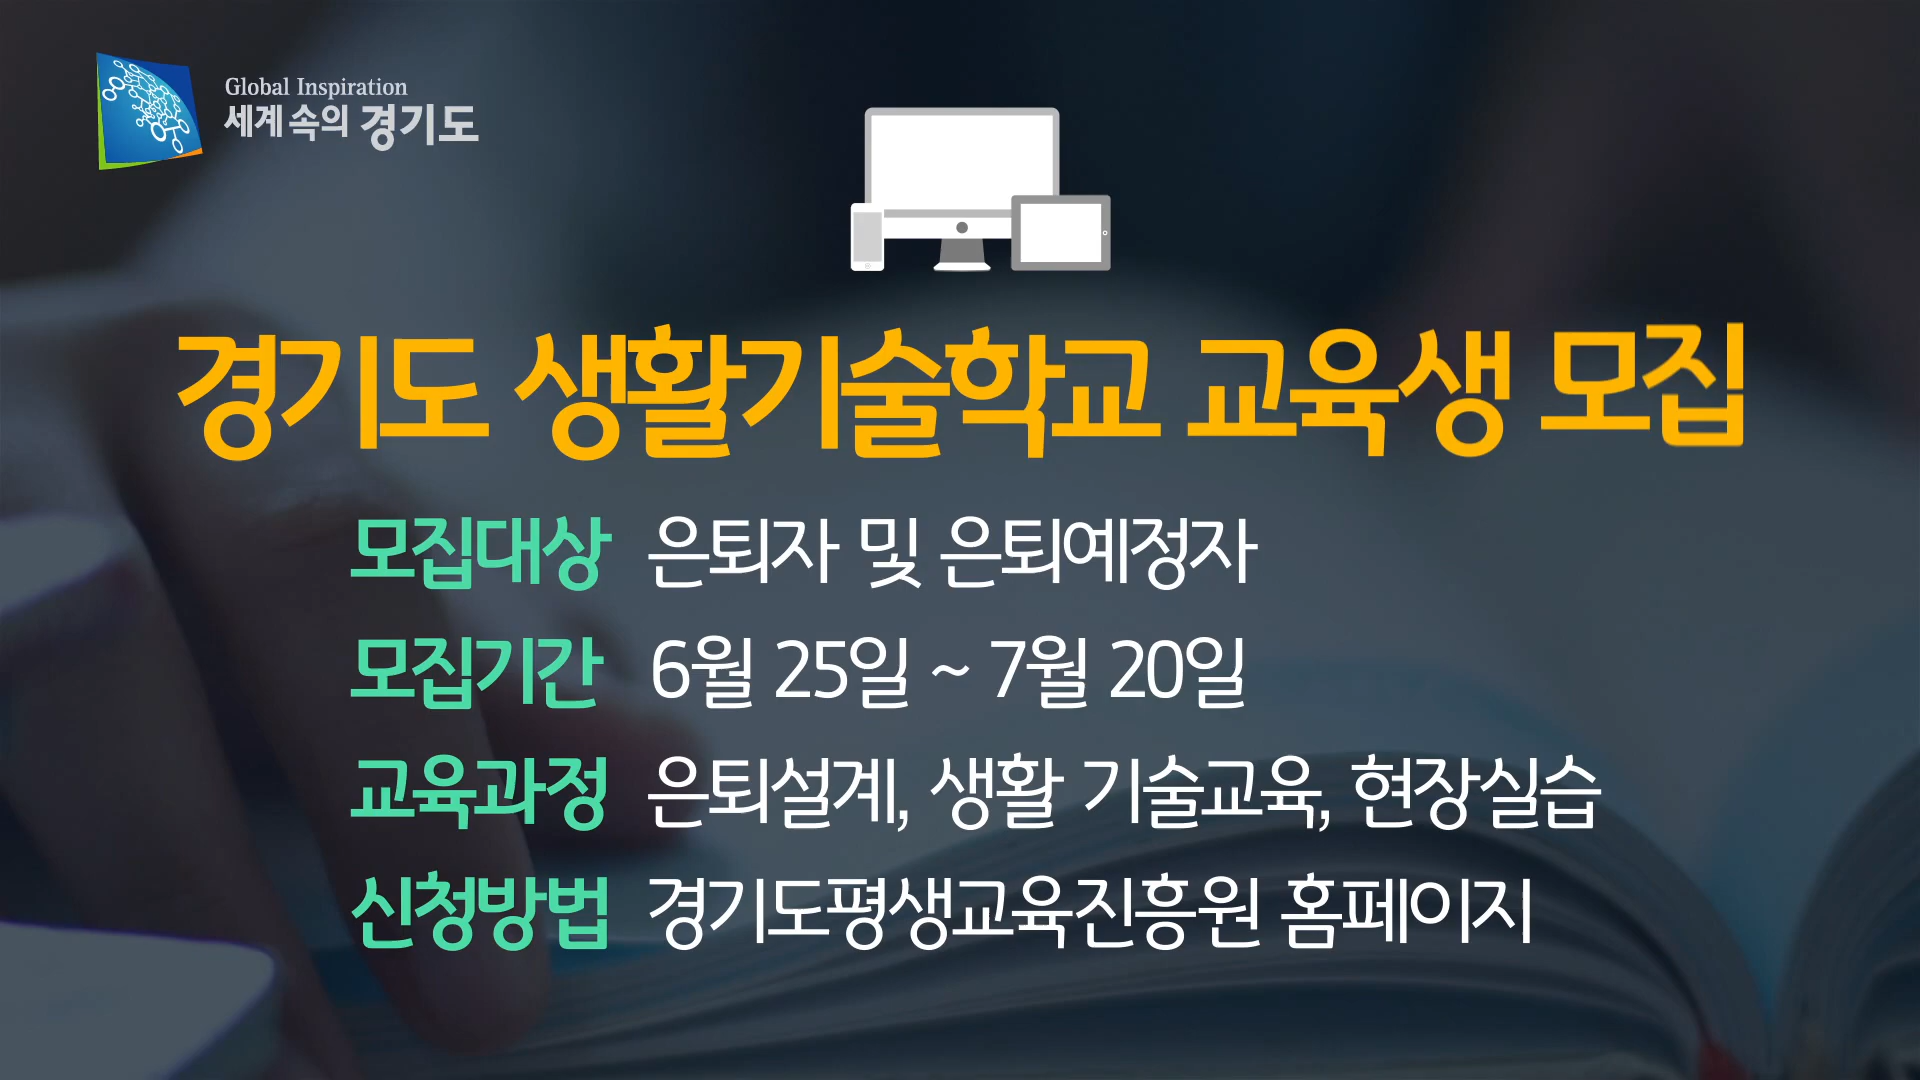 Global Inspiration
세계 속의 경기도
경기도 생활기술학교 교육생 모집
모집대상 은퇴자 및 은퇴예정자
모집기간 6월 25일 ~ 7월 20일
교육과정 은퇴설계, 생활 기술교육, 현장실습
신청방법 경기도평생교육진흥원 홈페이지